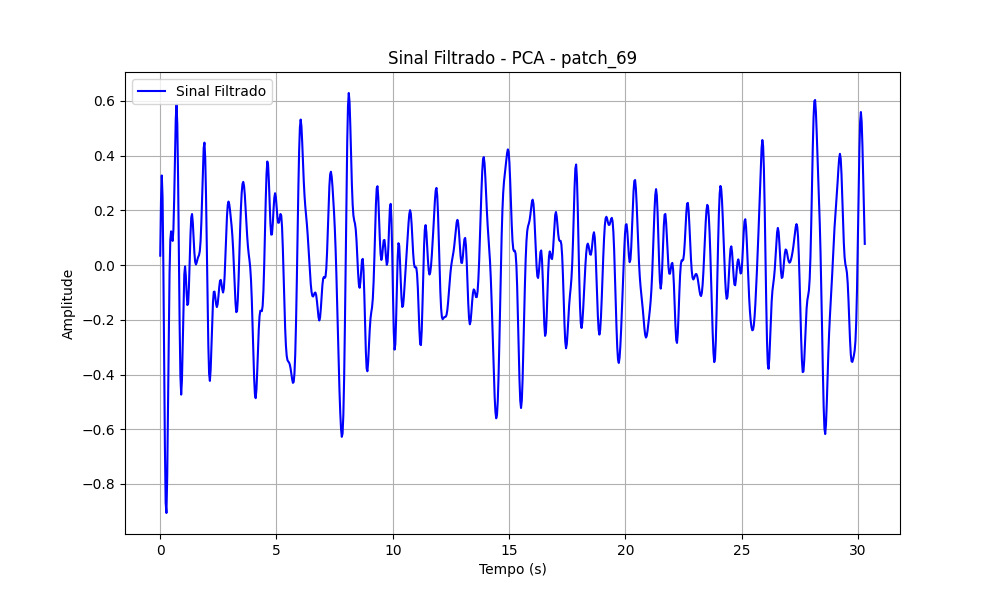 Sinal Filtrado - PCA - patch_69
Sinal Filtrado
Amplitude
0.6
0.4
0.2
0.0
−0.2
−0.4
−0.6
−0.8
0 5 10 15 20 25 30
Tempo (s)